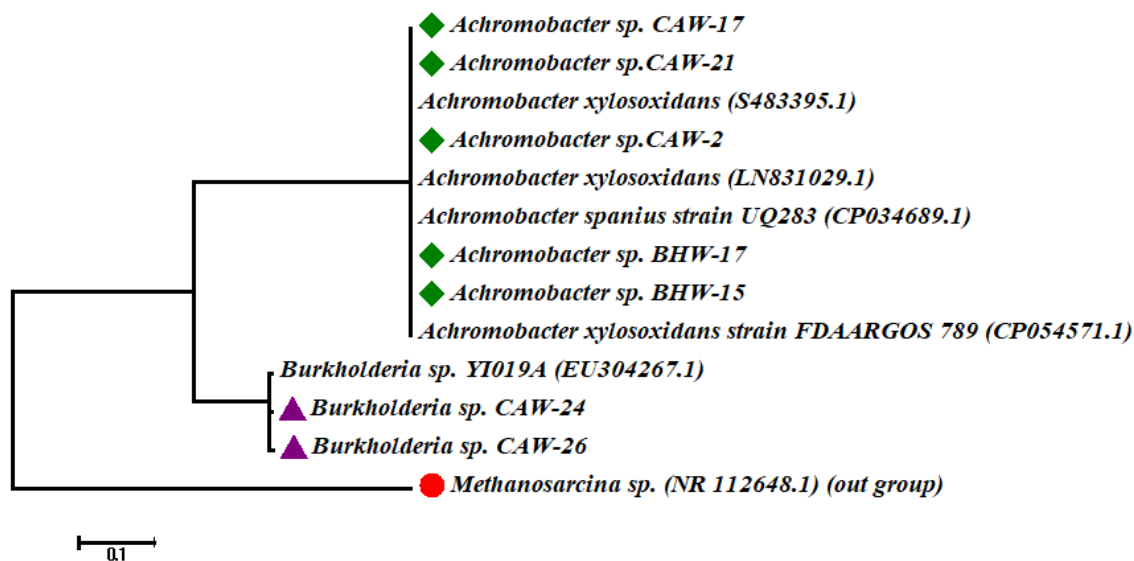 Achromobacter sp. CAW-17
Achromobacter sp.CAW-21
Achromobacter xylosoxidans (S483395.1)
Achromobacter sp.CAW-2
Achromobacter xylosoxidans (LN831029.1)
Achromobacter spanius strain UQ283 (CP034689.1)
Achromobacter sp. BHW-17
Achromobacter sp. BHW-15
Achromobacter xylosoxidans strain FDAARGOS 789 (CP054571.1)
Burkholderia sp. YI019A (EU304267.1)
Burkholderia sp. CAW-24
Burkholderia sp. CAW-26
Methanosarcina sp. (NR 112648.1) (out group)
0.1